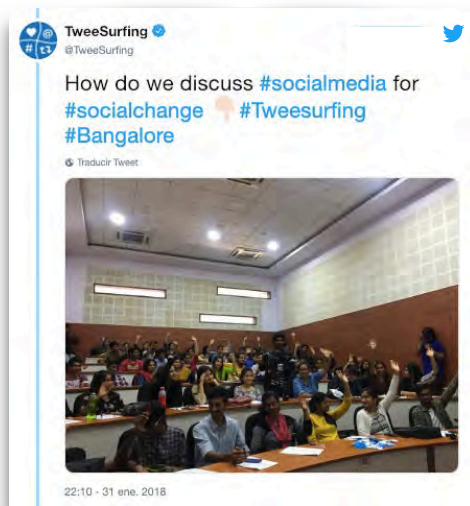 TweeSurfing
@TweeSurfing
How do we discuss #socialmedia for
#socialchange 👇 #Tweesurfing
#Bangalore
Traducir Tweet
22:10 - 31 ene. 2018